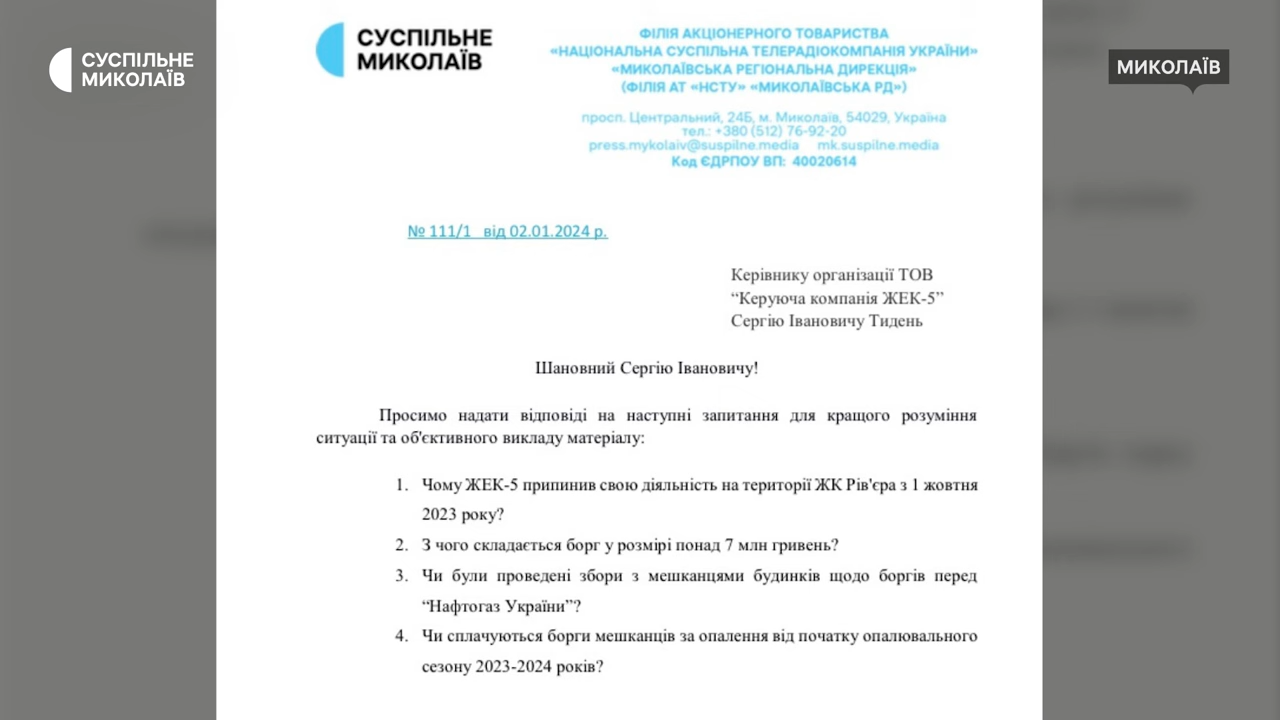 СУСПІЛЬНЕ
МИКОЛАЇВ
МИКОЛАЇВ
СУСПІЛЬНЕ
МИКОЛАЇВ
ФІЛІЯ АКЦІОНЕРНОГО ТОВАРИСТВА
«НАЦІОНАЛЬНА СУСПІЛЬНА ТЕЛЕРАДІОКОМПАНІЯ УКРАЇНИ»
«МИКОЛАЇВСЬКА РЕГІОНАЛЬНА ДИРЕКЦІЯ»
(ФІЛІЯ АТ «НСТУ» «МИКОЛАЇВСЬКА РД»)
просп. Центральний, 24Б, м. Миколаїв, 54029, Україна
тел.: +380 (512) 76-92-20
press.mykolaiv@suspilne.media mk.suspilne.media
Код ЄДРПОУ ВП: 40020614
№ 111/1 від 02.01.2024 р.
Керівнику організації ТОВ
“Керуюча компанія ЖЕК-5”
Сергію Івановичу Тидень
Шановний Сергію Івановичу!
Просимо надати відповіді на наступні запитання для кращого розуміння
ситуації та об'єктивного викладу матеріалу:
1. Чому ЖЕК-5 припинив свою діяльність на території ЖК Рів'єра з 1 жовтня
2023 року?
2. З чого складається борг у розмірі понад 7 млн гривень?
3. Чи були проведені збори з мешканцями будинків щодо боргів перед
“Нафтогаз України”?
4. Чи сплачуються борги мешканців за опалення від початку опалювального
сезону 2023-2024 років?